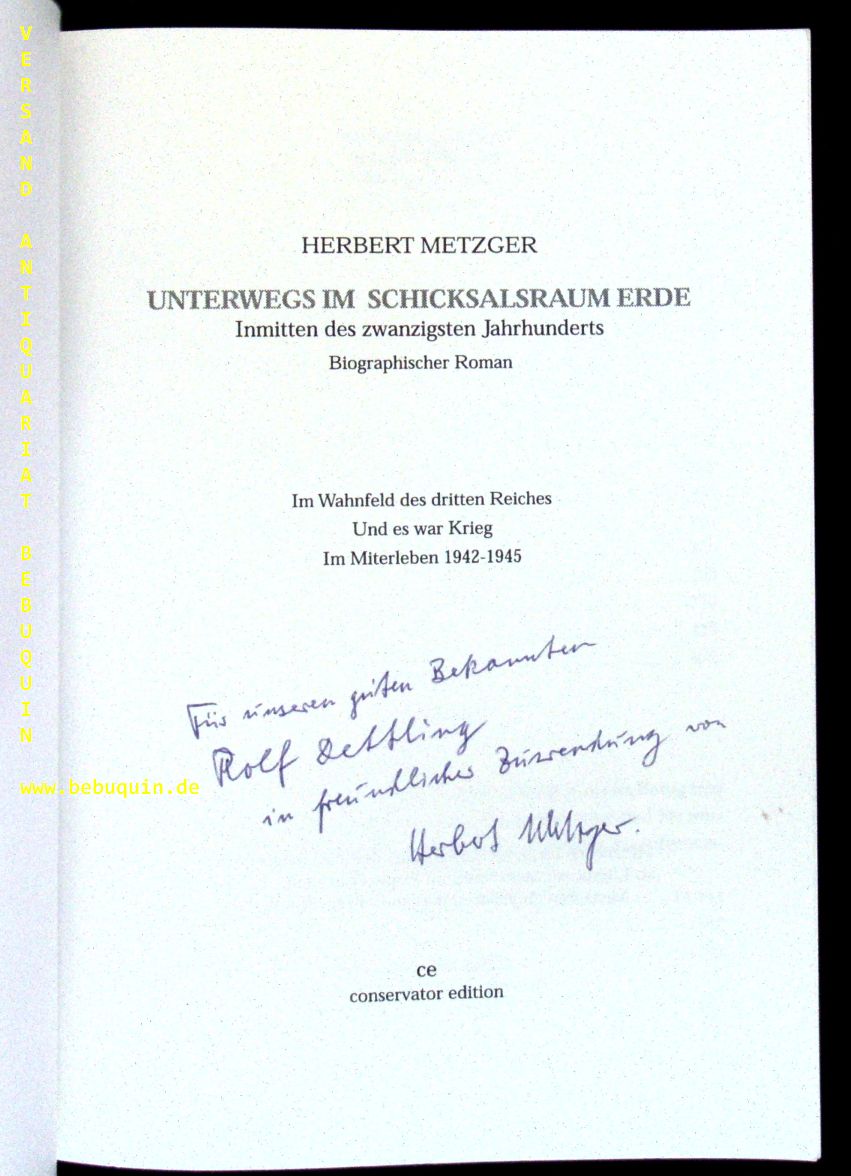 VERSAND ANTIQUARIAT BEBUQUIN
HERBERT METZGER
UNTERWEGS IM SCHICKSALSRAUM ERDE
Inmitten des zwanzigsten Jahrhunderts
Biographischer Roman
Im Wahnfeld des dritten Reiches
Und es war Krieg
Im Miterleben 1942-1945
Für unseren guten Bekannten
Rolf Dettling
in freundlicher Zuwendung von
Herbert Metzger.
www.bebuquin.de
ce
conservator edition